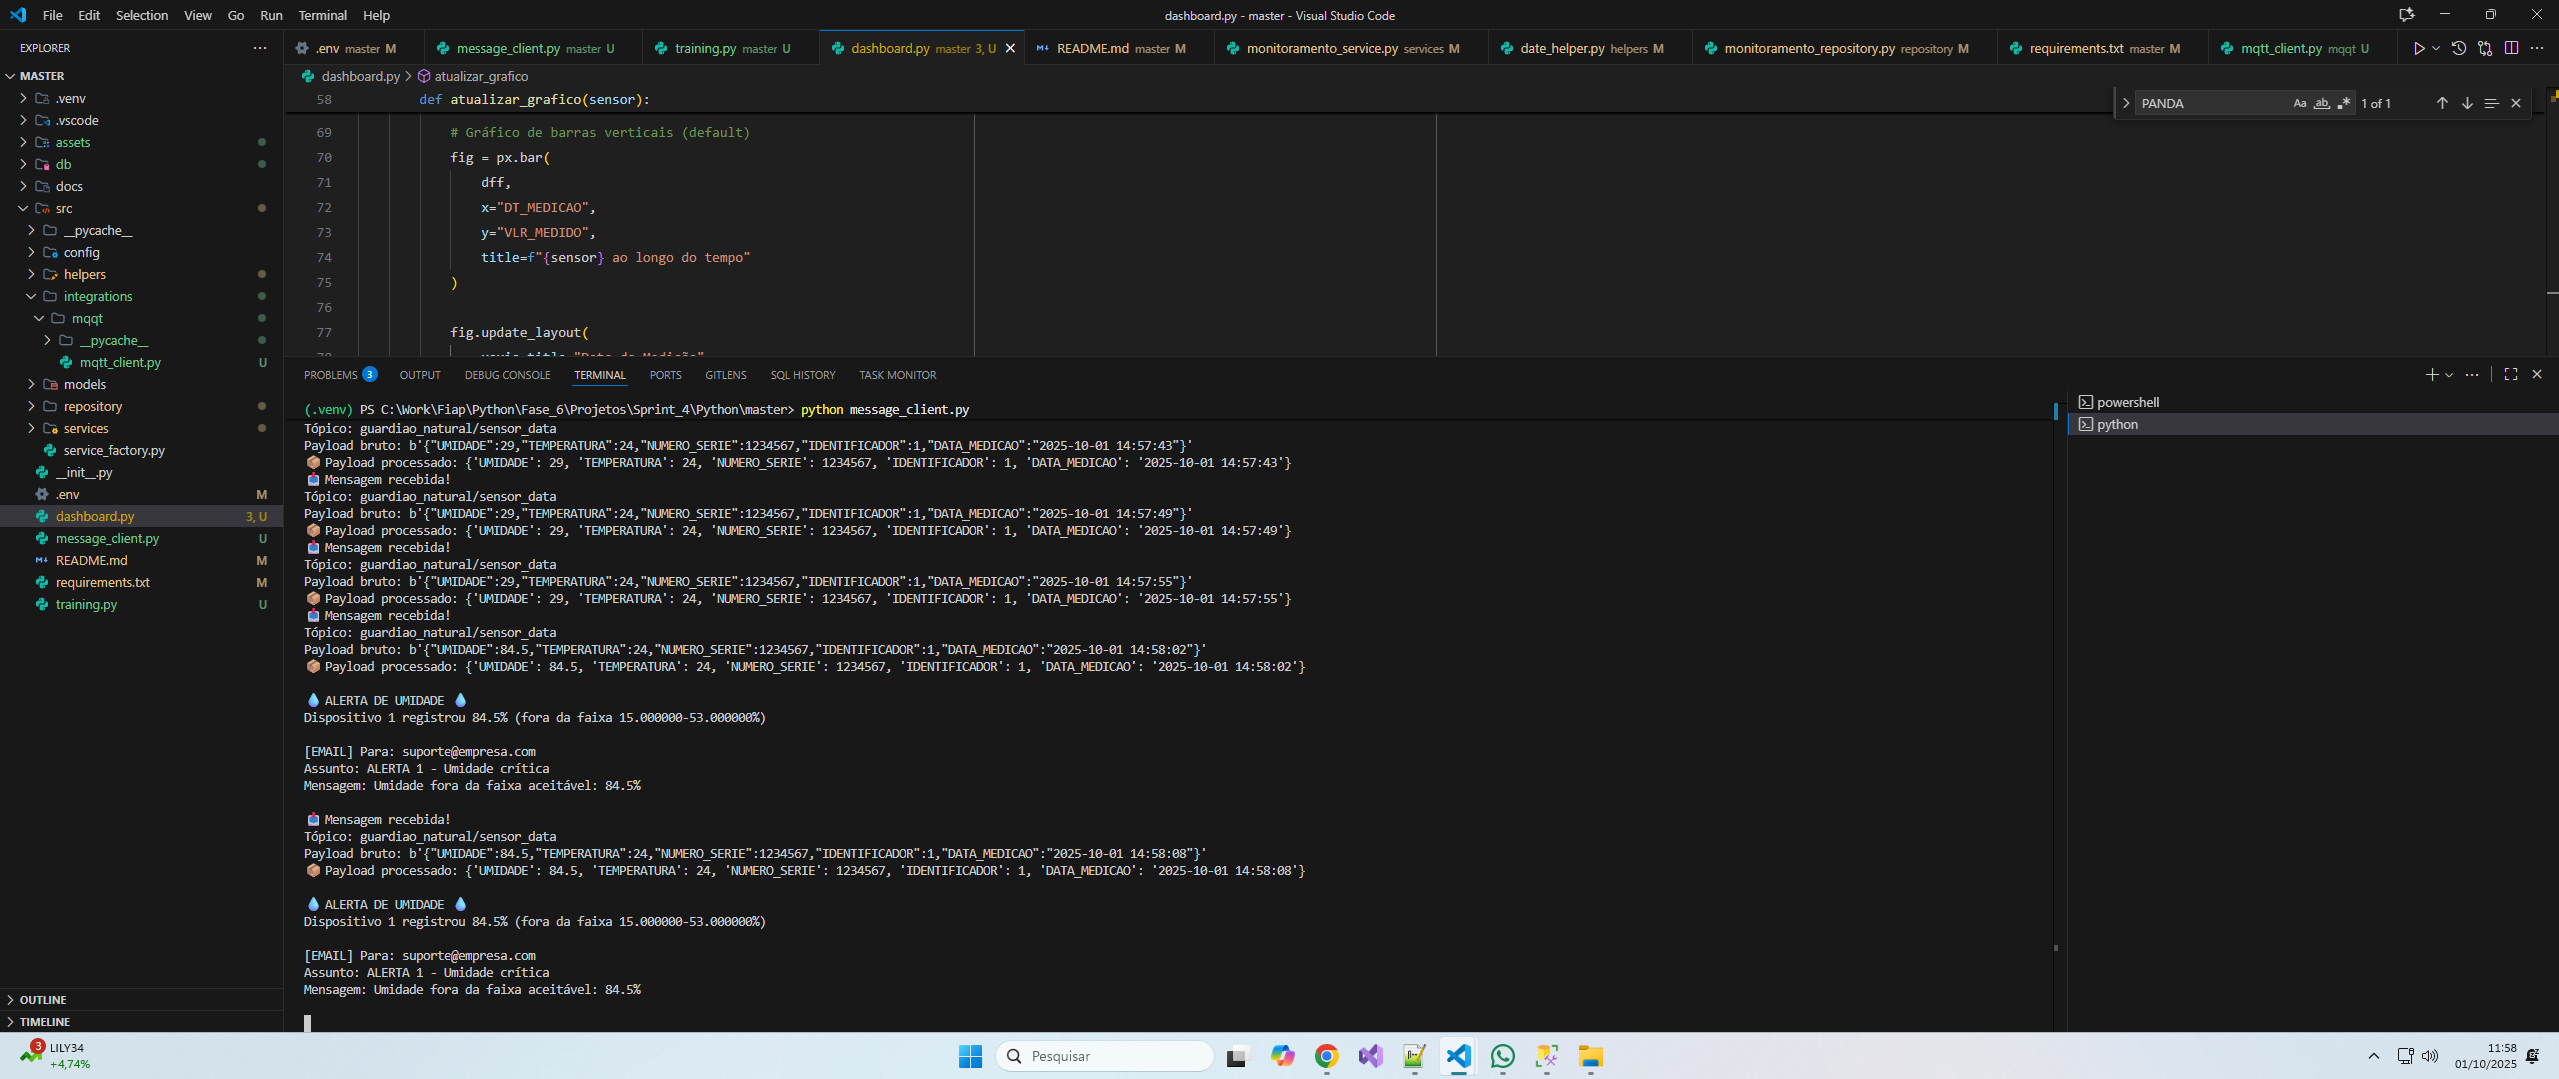 File Edit Selection View Go Run Terminal Help
dashboard.py - master - Visual Studio Code
EXPLORER
MASTER
.venv
.vscode
assets
db
docs
src
__pycache__
config
helpers
integrations
mqqt
__pycache__
mqtt_client.py U
models
repository
services
service_factory.py
__init__.py
.env M
dashboard.py 3, U
message_client.py U
README.md M
requirements.txt M
training.py U
OUTLINE
TIMELINE
.env master M
message_client.py master U
training.py master U
dashboard.py master 3, U
README.md master M
monitoramento_service.py services M
date_helper.py helpers M
monitoramento_repository.py repository M
requirements.txt master M
mqtt_client.py mqqt U
dashboard.py > atualizar_grafico
PANDA Aa ab 1 of 1
58 def atualizar_grafico(sensor):
69 # Gráfico de barras verticais (default)
70 fig = px.bar(
71 dff,
72 x="DT_MEDICAO",
73 y="VLR_MEDIDO",
74 title=f"{sensor} ao longo do tempo"
75 )
76
77 fig.update_layout(
PROBLEMS 3 OUTPUT DEBUG CONSOLE TERMINAL PORTS GITLENS SQL HISTORY TASK MONITOR
powershell
python
(.venv) PS C:\Work\Fiap\Python\Fase_6\Projetos\Sprint_4\Python\master> python message_client.py
Tópico: guardiao_natural/sensor_data
Payload bruto: b'{"UMIDADE":29,"TEMPERATURA":24,"NUMERO_SERIE":1234567,"IDENTIFICADOR":1,"DATA_MEDICAO":"2025-10-01 14:57:43"}'
Payload processado: {'UMIDADE': 29, 'TEMPERATURA': 24, 'NUMERO_SERIE': 1234567, 'IDENTIFICADOR': 1, 'DATA_MEDICAO': '2025-10-01 14:57:43'}
Mensagem recebida!
Tópico: guardiao_natural/sensor_data
Payload bruto: b'{"UMIDADE":29,"TEMPERATURA":24,"NUMERO_SERIE":1234567,"IDENTIFICADOR":1,"DATA_MEDICAO":"2025-10-01 14:57:49"}'
Payload processado: {'UMIDADE': 29, 'TEMPERATURA': 24, 'NUMERO_SERIE': 1234567, 'IDENTIFICADOR': 1, 'DATA_MEDICAO': '2025-10-01 14:57:49'}
Mensagem recebida!
Tópico: guardiao_natural/sensor_data
Payload bruto: b'{"UMIDADE":29,"TEMPERATURA":24,"NUMERO_SERIE":1234567,"IDENTIFICADOR":1,"DATA_MEDICAO":"2025-10-01 14:57:55"}'
Payload processado: {'UMIDADE': 29, 'TEMPERATURA': 24, 'NUMERO_SERIE': 1234567, 'IDENTIFICADOR': 1, 'DATA_MEDICAO': '2025-10-01 14:57:55'}
Mensagem recebida!
Tópico: guardiao_natural/sensor_data
Payload bruto: b'{"UMIDADE":84.5,"TEMPERATURA":24,"NUMERO_SERIE":1234567,"IDENTIFICADOR":1,"DATA_MEDICAO":"2025-10-01 14:58:02"}'
Payload processado: {'UMIDADE': 84.5, 'TEMPERATURA': 24, 'NUMERO_SERIE': 1234567, 'IDENTIFICADOR': 1, 'DATA_MEDICAO': '2025-10-01 14:58:02'}
ALERTA DE UMIDADE
Dispositivo 1 registrou 84.5% (fora da faixa 15.000000-53.000000%)
[EMAIL] Para: suporte@empresa.com
Assunto: ALERTA 1 - Umidade crítica
Mensagem: Umidade fora da faixa aceitável: 84.5%
Mensagem recebida!
Tópico: guardiao_natural/sensor_data
Payload bruto: b'{"UMIDADE":84.5,"TEMPERATURA":24,"NUMERO_SERIE":1234567,"IDENTIFICADOR":1,"DATA_MEDICAO":"2025-10-01 14:58:08"}'
Payload processado: {'UMIDADE': 84.5, 'TEMPERATURA': 24, 'NUMERO_SERIE': 1234567, 'IDENTIFICADOR': 1, 'DATA_MEDICAO': '2025-10-01 14:58:08'}
ALERTA DE UMIDADE
Dispositivo 1 registrou 84.5% (fora da faixa 15.000000-53.000000%)
[EMAIL] Para: suporte@empresa.com
Assunto: ALERTA 1 - Umidade crítica
Mensagem: Umidade fora da faixa aceitável: 84.5%
3 LILY34
+4,74%
Pesquisar
11:58
01/10/2025